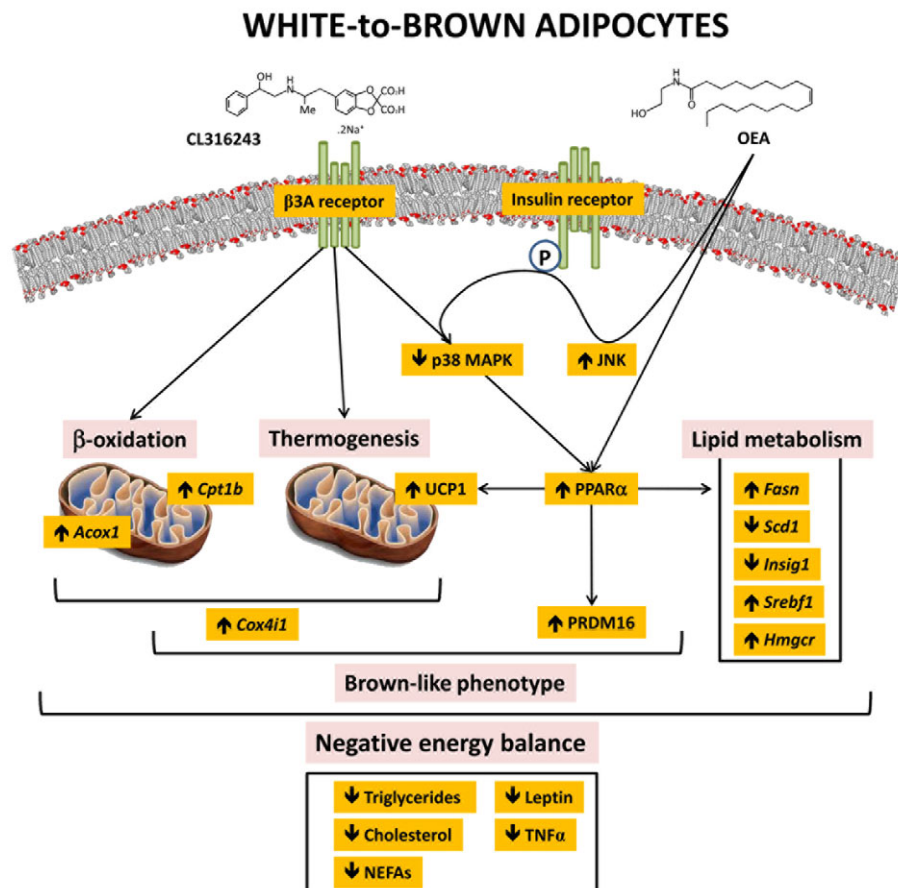 WHITE-to-BROWN ADIPOCYTES
OH
H
N
Me
O
O
CO₂H
CO₂H
.2Na⁺
CL316243
H
N
HO
O
OEA
β3A receptor
Insulin receptor
P
↓ p38 MAPK
↑ JNK
β-oxidation
Thermogenesis
Lipid metabolism
↑ Cpt1b
↑ Acox1
↑ UCP1
↑ PPARα
↑ Fasn
↓ Scd1
↓ Insig1
↑ Srebf1
↑ Hmgcr
↑ Cox4i1
↑ PRDM16
Brown-like phenotype
Negative energy balance
↓ Triglycerides
↓ Leptin
↓ Cholesterol
↓ TNFα
↓ NEFAs